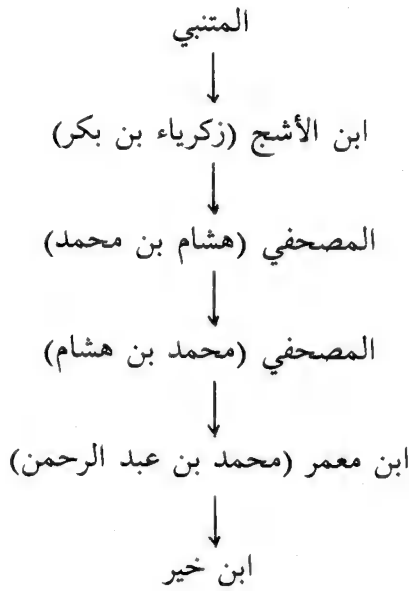 المتنبي
ابن الأشج (زكرياء بن بكر)
المصحفي (هشام بن محمد)
المصحفي (محمد بن هشام)
ابن معمر (محمد بن عبد الرحمن)
ابن خير